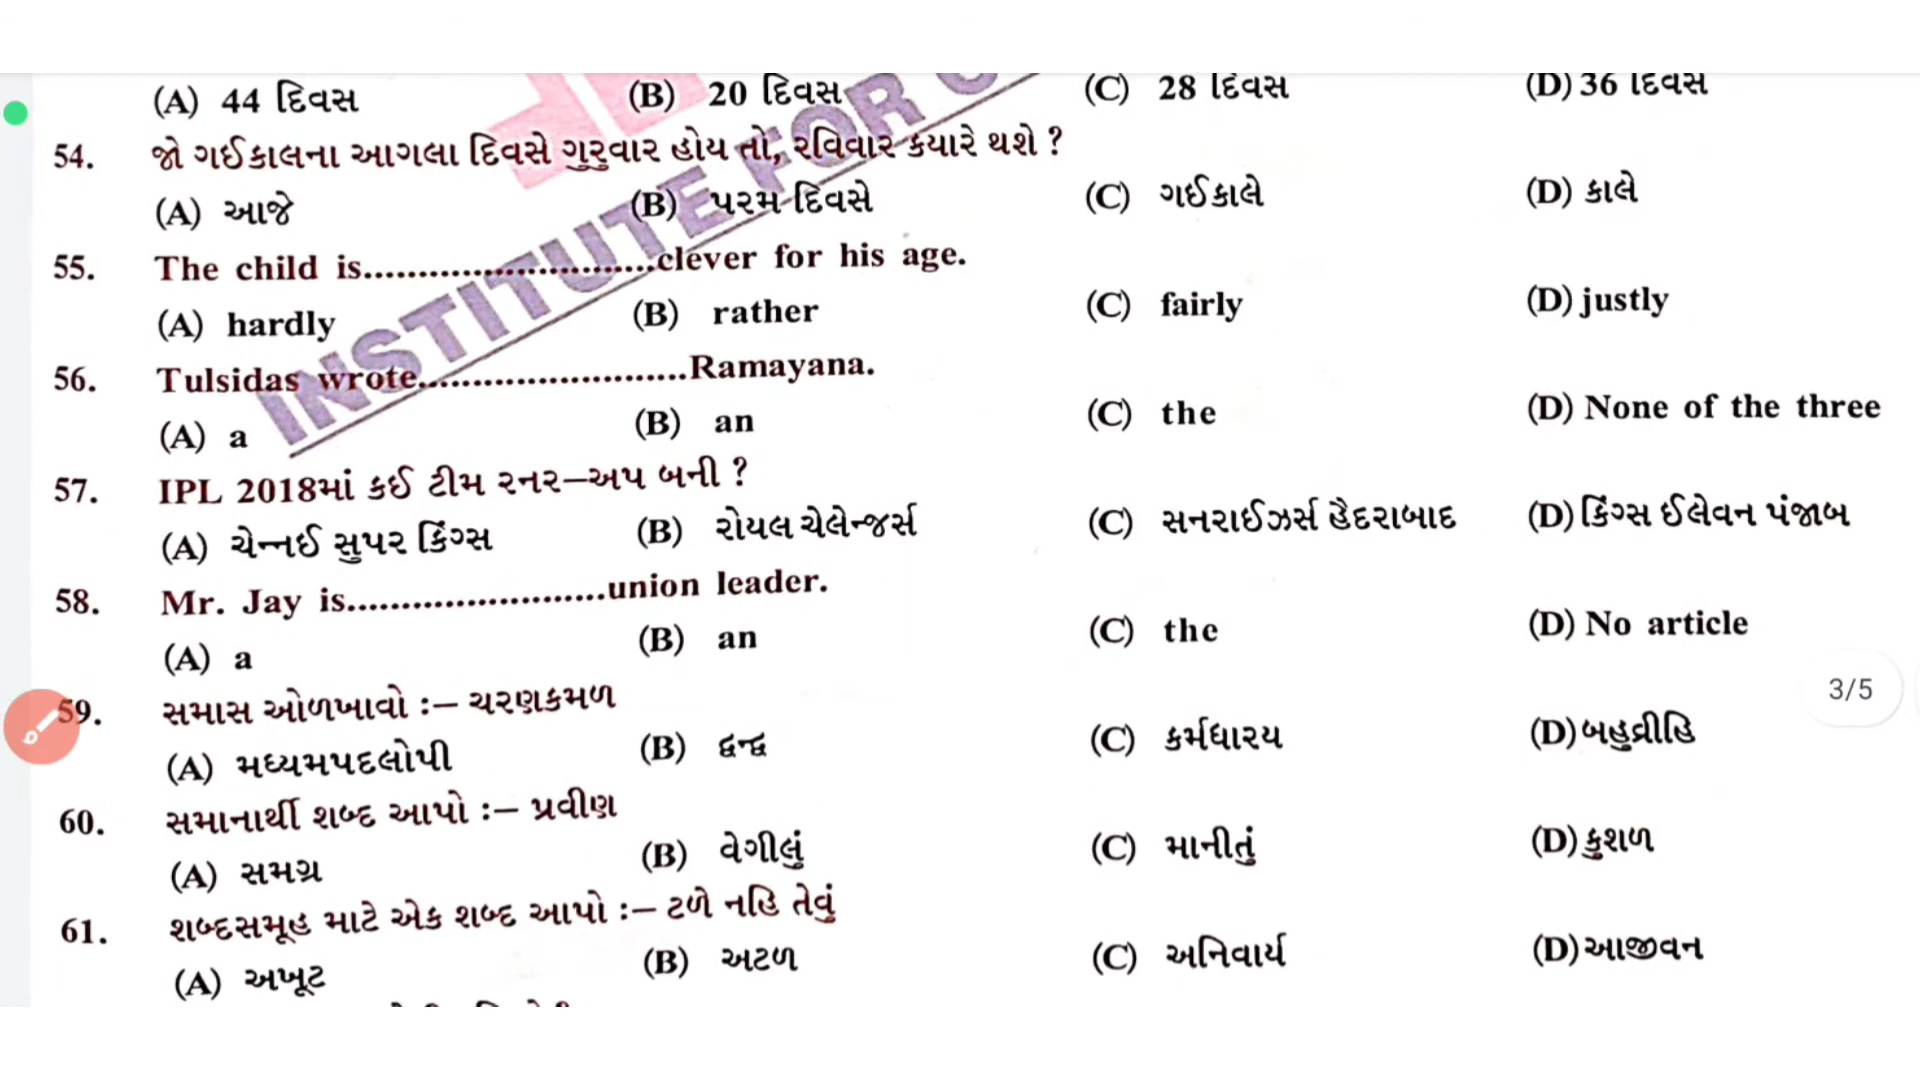 (A) 44 દિવસ (B) 20 દિવસ (C) 28 દિવસ (D) 36 દિવસ
54. જો ગઈકાલના આગલા દિવસે ગુરુવાર હોય તો, રવિવાર કયારે થશે ?
(A) આજે (B) પરમ દિવસે (C) ગઈકાલે (D) કાલે
55. The child is..........................clever for his age.
(A) hardly (B) rather (C) fairly (D) justly
56. Tulsidas wrote........................Ramayana.
(A) a (B) an (C) the (D) None of the three
57. IPL 2018માં કઈ ટીમ રનર–અપ બની ?
(A) ચેન્નઈ સુપર કિંગ્સ (B) રોયલ ચેલેન્જર્સ (C) સનરાઈઝર્સ હૈદરાબાદ (D) કિંગ્સ ઈલેવન પંજાબ
58. Mr. Jay is.......................union leader.
(A) a (B) an (C) the (D) No article
3/5
59. સમાસ ઓળખાવો :– ચરણકમળ
(A) મધ્યમપદલોપી (B) દ્વન્દ્વ (C) કર્મધારય (D) બહુવ્રીહિ
60. સમાનાર્થી શબ્દ આપો :– પ્રવીણ
(A) સમગ્ર (B) વેગીલું (C) માનીતું (D) કુશળ
61. શબ્દસમૂહ માટે એક શબ્દ આપો :– ટળે નહિ તેવું
(A) અખૂટ (B) અટળ (C) અનિવાર્ય (D) આજીવન
INSTITUTE FOR